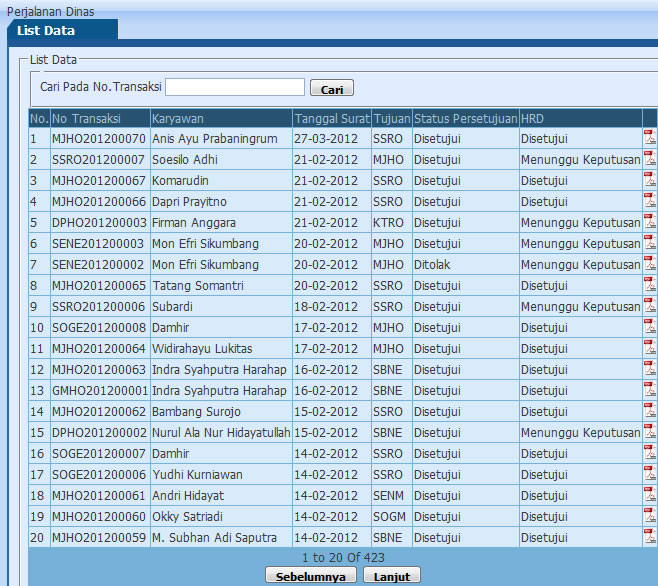 Perjalanan Dinas
List Data
List Data
Cari Pada No.Transaksi Cari
No. No Transaksi Karyawan Tanggal Surat Tujuan Status Persetujuan HRD
1 MJHO201200070 Anis Ayu Prabaningrum 27-03-2012 SSRO Disetujui Disetujui
2 SSRO201200007 Soesilo Adhi 21-02-2012 MJHO Disetujui Menunggu Keputusan
3 MJHO201200067 Komarudin 21-02-2012 SSRO Disetujui Disetujui
4 MJHO201200066 Dapri Prayitno 21-02-2012 SSRO Disetujui Disetujui
5 DPHO201200003 Firman Anggara 21-02-2012 KTRO Disetujui Menunggu Keputusan
6 SENE201200003 Mon Efri Sikumbang 20-02-2012 MJHO Disetujui Menunggu Keputusan
7 SENE201200002 Mon Efri Sikumbang 20-02-2012 MJHO Ditolak Menunggu Keputusan
8 MJHO201200065 Tatang Somantri 20-02-2012 SSRO Disetujui Disetujui
9 SSRO201200006 Subardi 18-02-2012 SSRO Disetujui Menunggu Keputusan
10 SOGE201200008 Damhir 17-02-2012 MJHO Disetujui Disetujui
11 MJHO201200064 Widirahayu Lukitas 17-02-2012 MJHO Disetujui Disetujui
12 MJHO201200063 Indra Syahputra Harahap 16-02-2012 SBNE Disetujui Disetujui
13 GMHO201200001 Indra Syahputra Harahap 16-02-2012 SBNE Disetujui Disetujui
14 MJHO201200062 Bambang Surojo 15-02-2012 SSRO Disetujui Disetujui
15 DPHO201200002 Nurul Ala Nur Hidayatullah 15-02-2012 SBNE Disetujui Menunggu Keputusan
16 SOGE201200007 Damhir 14-02-2012 SSRO Disetujui Disetujui
17 SOGE201200006 Yudhi Kurniawan 14-02-2012 SSRO Disetujui Disetujui
18 MJHO201200061 Andri Hidayat 14-02-2012 SENM Disetujui Disetujui
19 MJHO201200060 Okky Satriadi 14-02-2012 SOGM Disetujui Disetujui
20 MJHO201200059 M. Subhan Adi Saputra 14-02-2012 SBNE Disetujui Disetujui
1 to 20 Of 423
Sebelumnya Lanjut